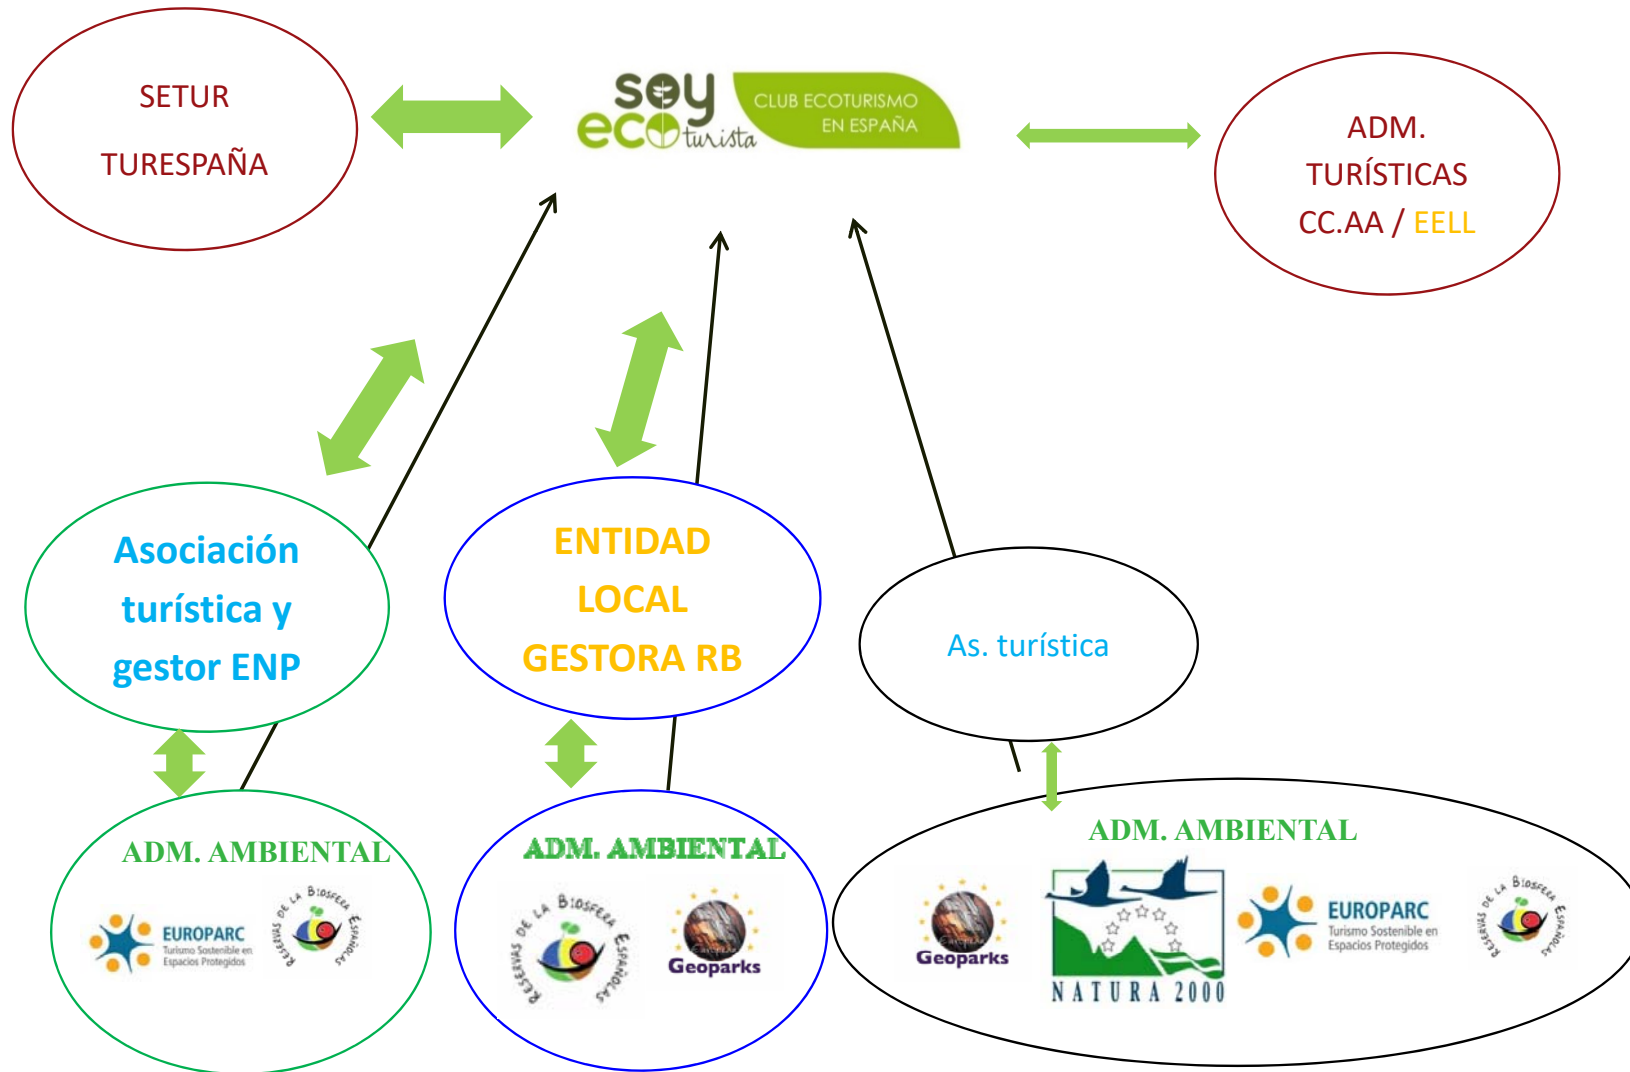 SETUR
TURESPAÑA
soy
eco turista
CLUB ECOTURISMO
EN ESPAÑA
ADM.
TURÍSTICAS
CC.AA / EELL
Asociación
turística y
gestor ENP
ENTIDAD
LOCAL
GESTORA RB
As. turística
ADM. AMBIENTAL
EUROPARC
Turismo Sostenible en
Espacios Protegidos
RESERVAS DE LA BIOSFERA ESPAÑOLAS
ADM. AMBIENTAL
RESERVAS DE LA BIOSFERA ESPAÑOLAS
European
Geoparks
ADM. AMBIENTAL
European
Geoparks
NATURA 2000
EUROPARC
Turismo Sostenible en
Espacios Protegidos
RESERVAS DE LA BIOSFERA ESPAÑOLAS